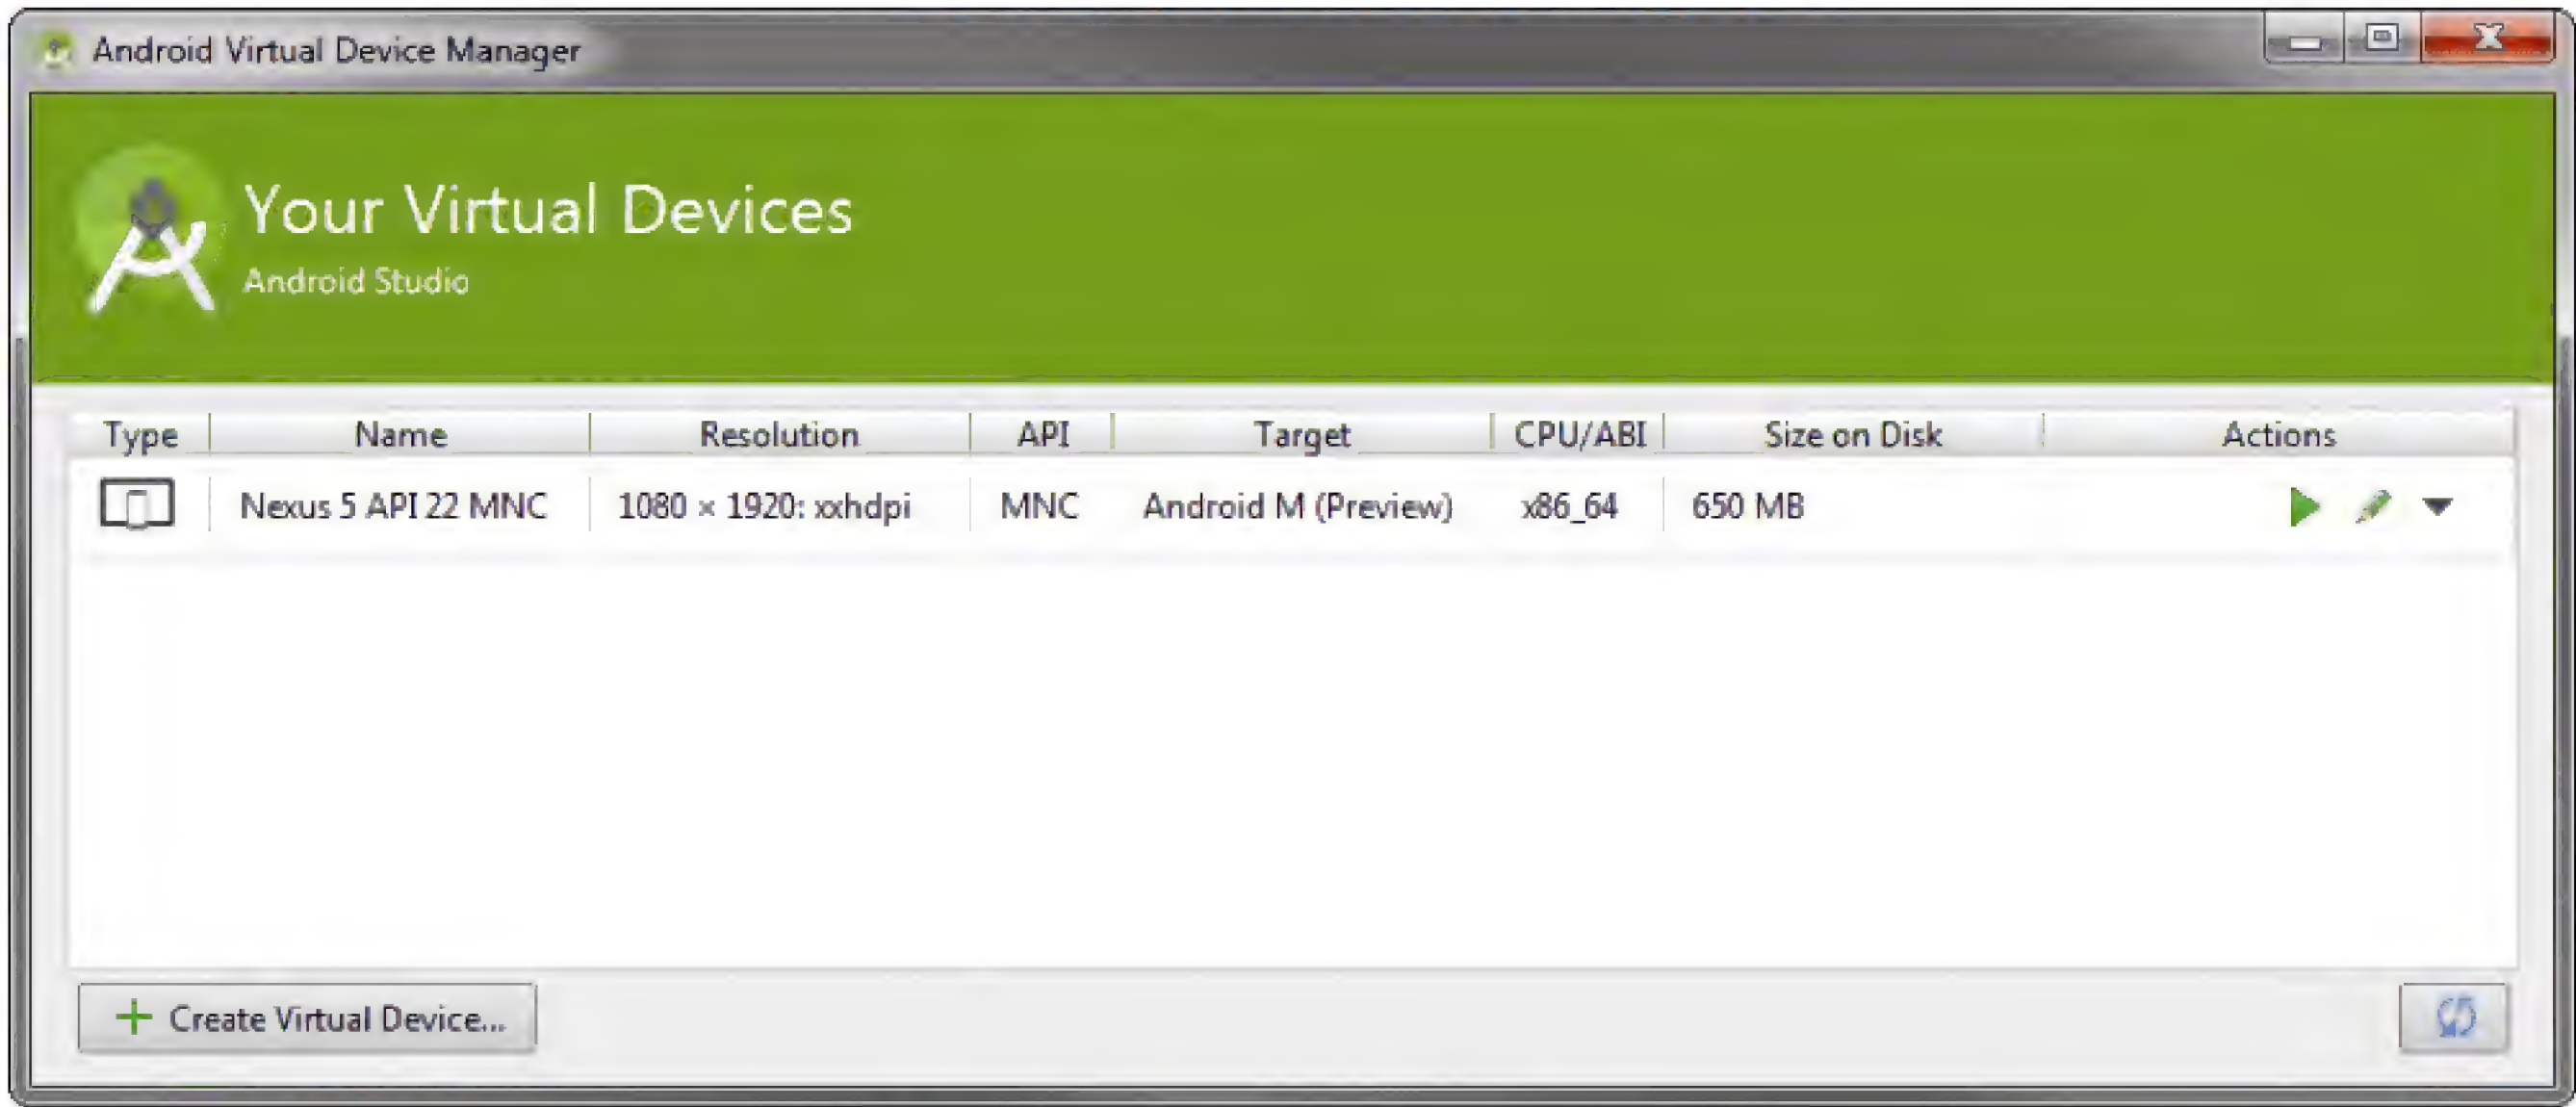 Android Virtual Device Manager
Your Virtual Devices
Android Studio
Type Name Resolution API Target CPU/ABI Size on Disk Actions
Nexus 5 API 22 MNC 1080 × 1920: xxhdpi MNC Android M (Preview) x86_64 650 MB
Create Virtual Device...